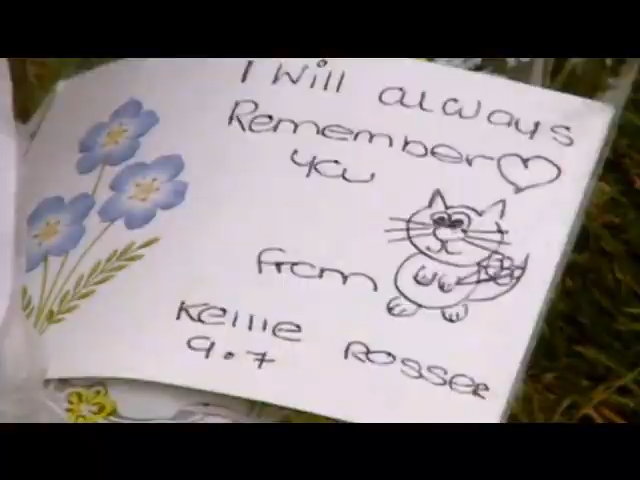 I will always
Remember
you
from
Kellie Rosser
9.7